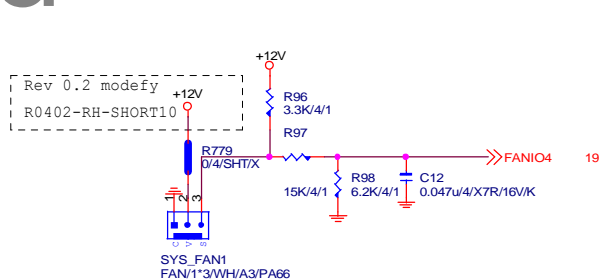 +12V
Rev 0.2 modefy
+12V
R0402-RH-SHORT10
R96
3.3K/4/1
R97
R779
0/4/SHT/X
FANIO4 19
R98
C12
15K/4/1 6.2K/4/1
0.047u/4/X7R/16V/K
1 2 3
C V S
SYS_FAN1
FAN/1*3/WH/A3/PA66